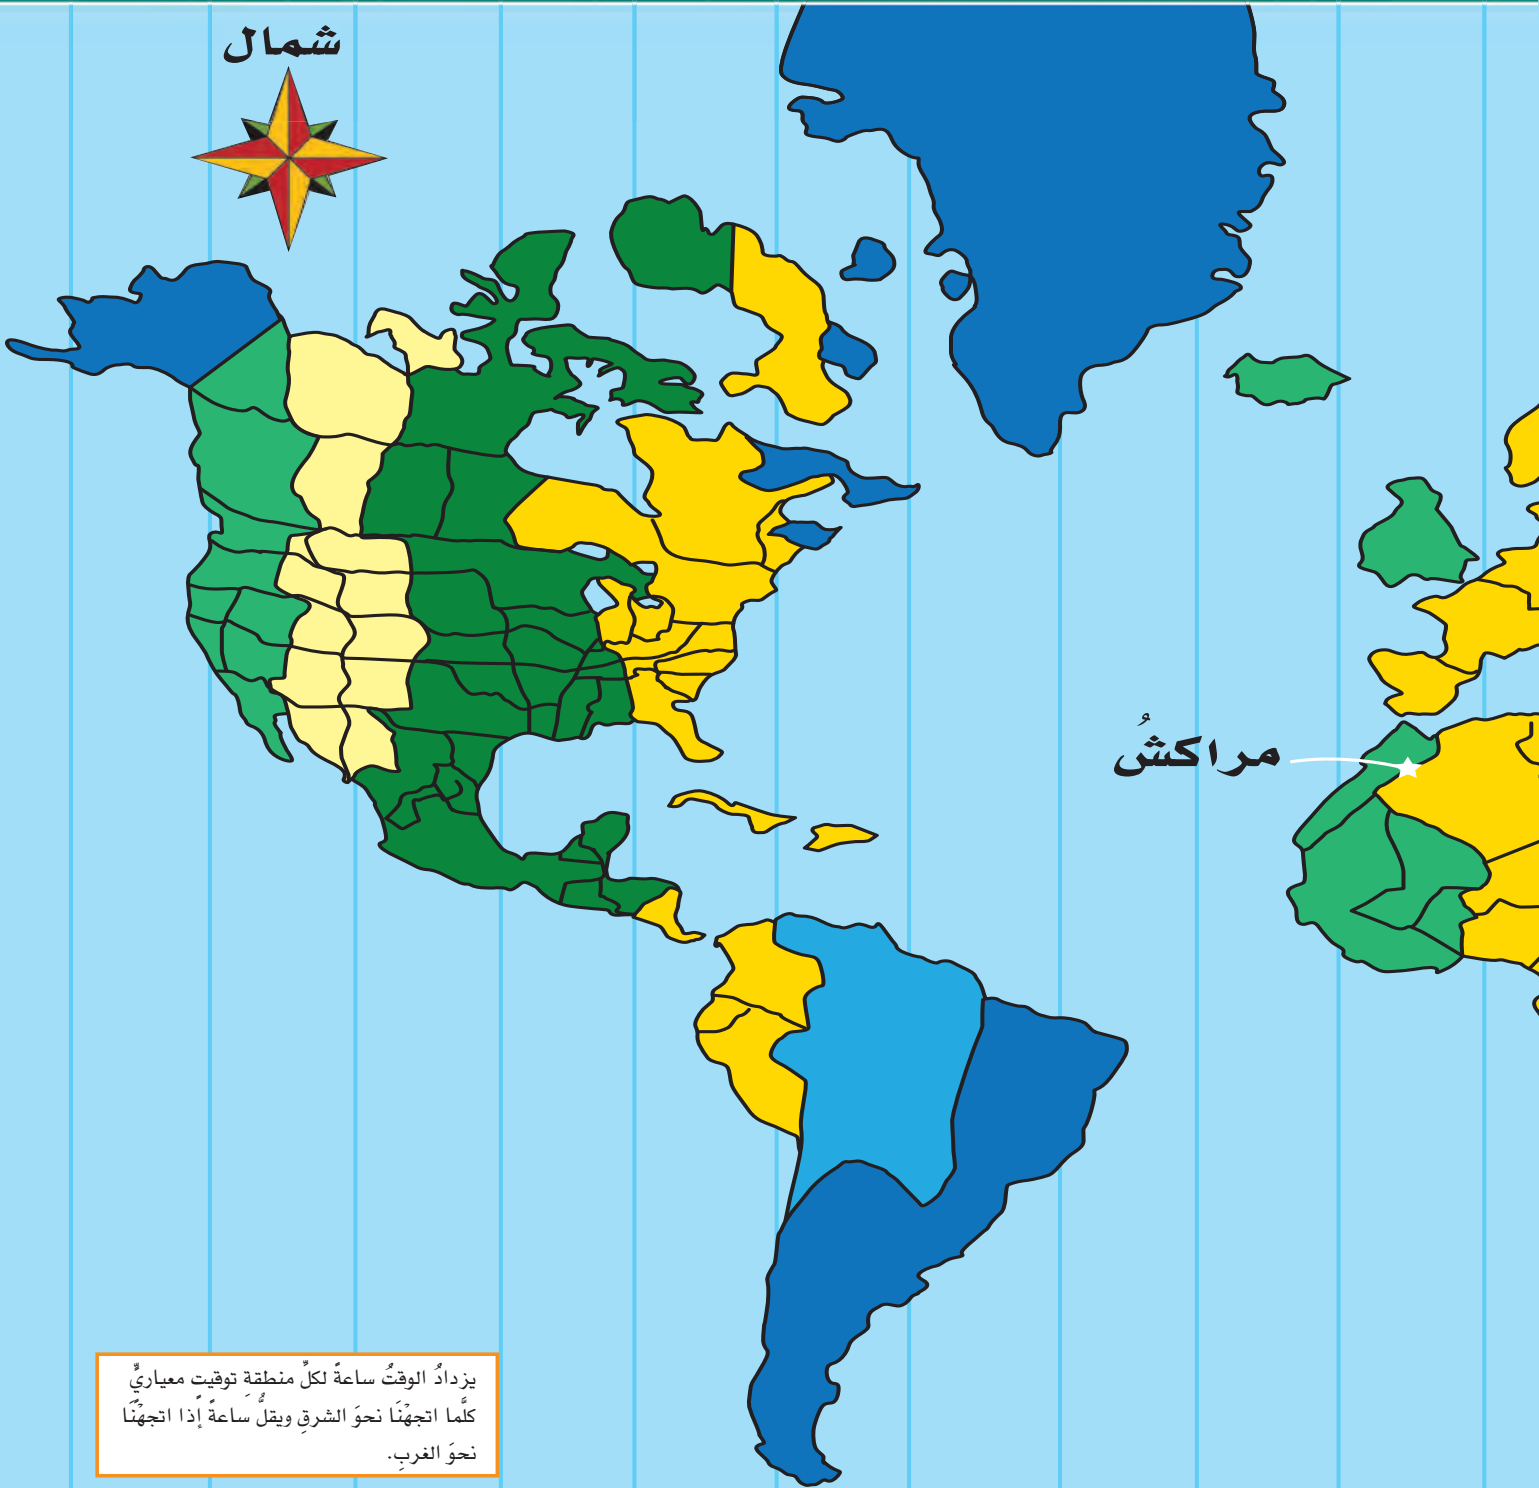 شمال
مراكشُ
يزدادُ الوقتُ ساعةً لكلِّ منطقةِ توقيتٍ معياريٍّ
كلَّما اتجهْنَا نحوَ الشرقِ ويقلُّ ساعةً إذا اتجهْنَا
نحوَ الغربِ.